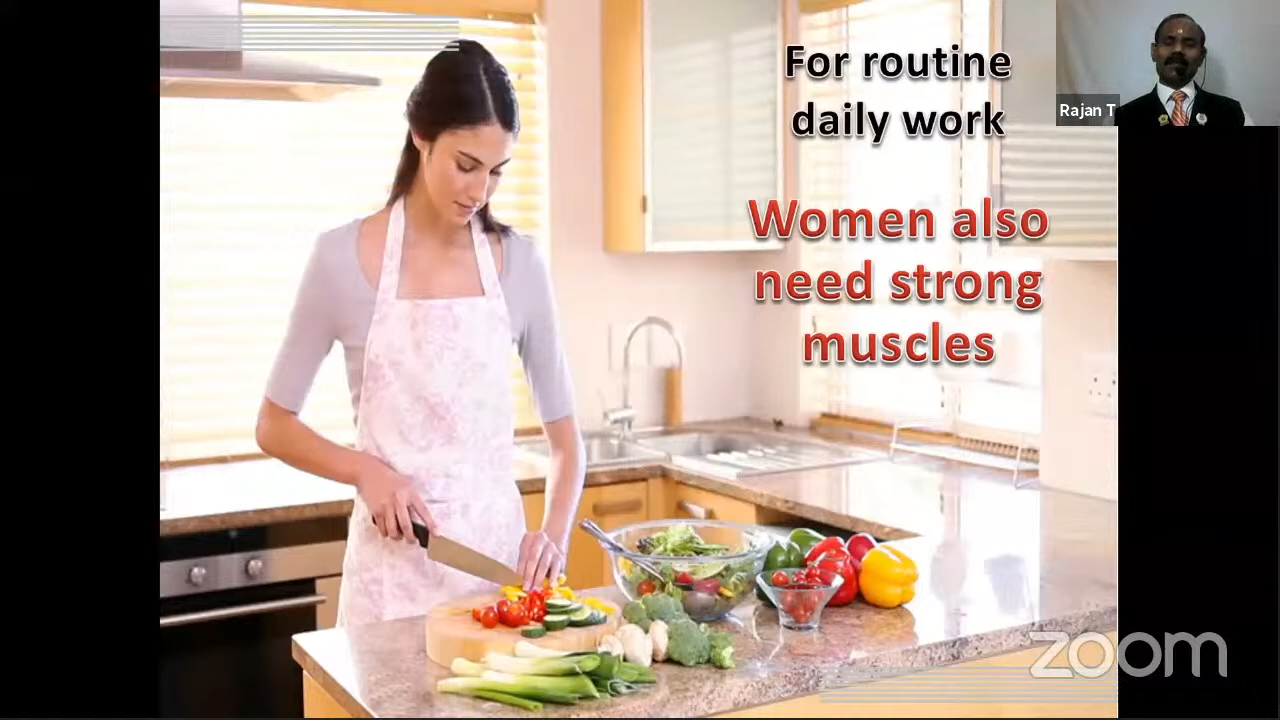 For routine
daily work
Women also
need strong
muscles
Rajan T
zoom